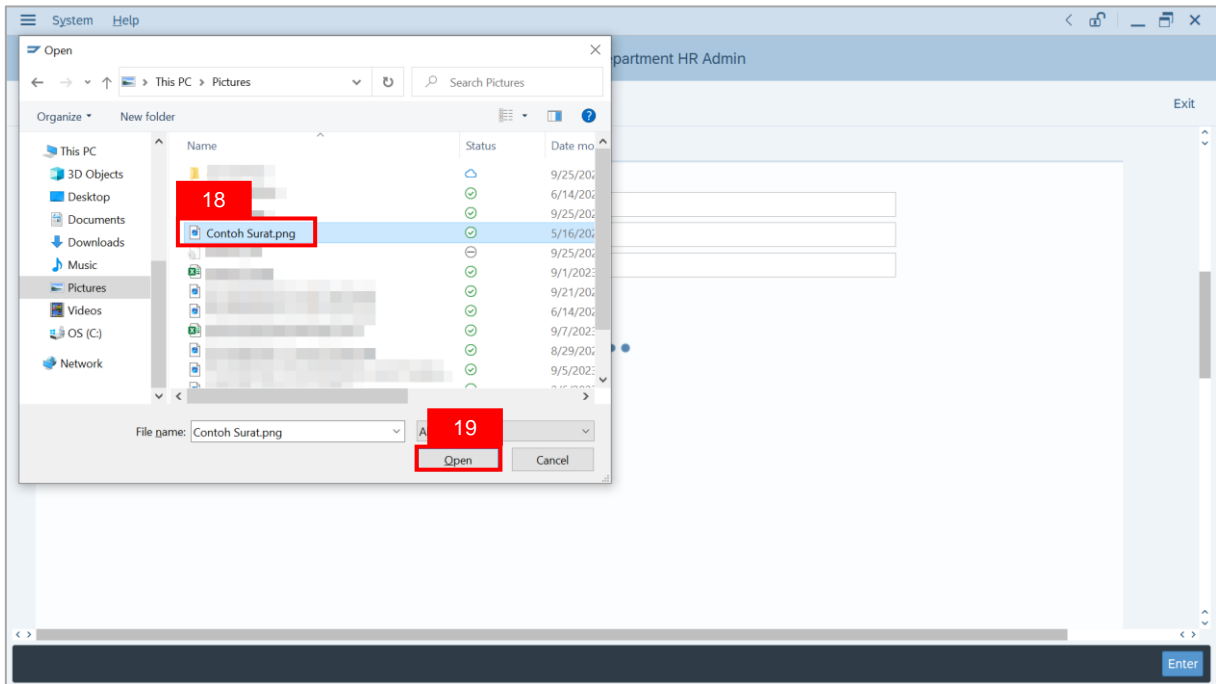 System Help
Open
partment HR Admin
This PC > Pictures
Search Pictures
Exit
Organize New folder
Name Status Date mo
This PC
3D Objects
Desktop
Documents
Downloads
Music
Pictures
Videos
OS (C:)
Network
9/25/202
6/14/202
9/25/202
18
Contoh Surat.png 5/16/202
9/25/202
9/1/2023
9/21/202
6/14/202
9/7/2023
8/29/202
9/5/2023
File name: Contoh Surat.png A
19
Open Cancel
Enter